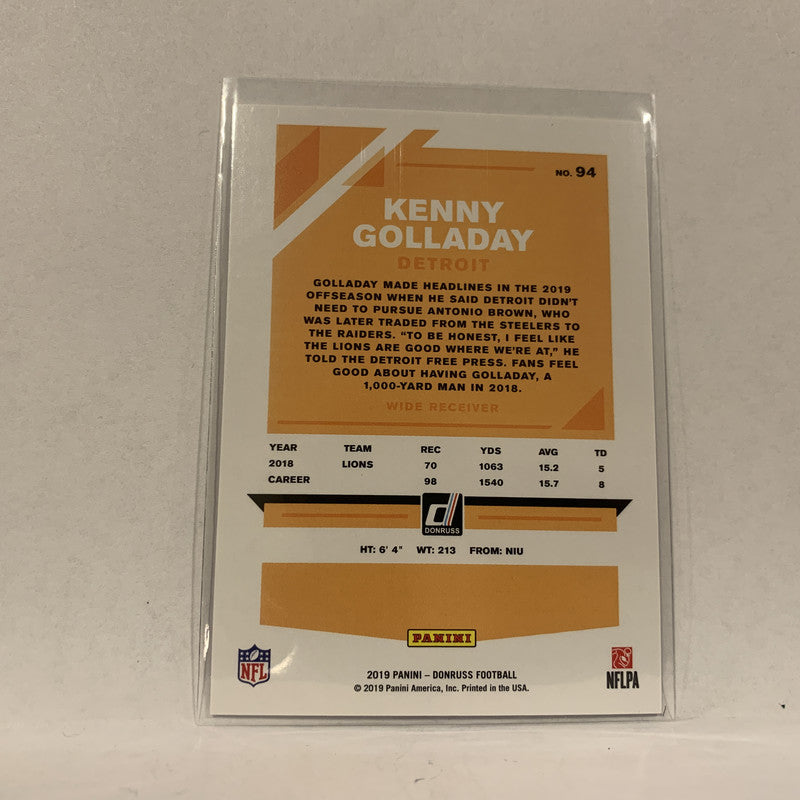 NO. 94
KENNY
GOLLADAY
DETROIT
GOLLADAY MADE HEADLINES IN THE 2019
OFFSEASON WHEN HE SAID DETROIT DIDN'T
NEED TO PURSUE ANTONIO BROWN, WHO
WAS LATER TRADED FROM THE STEELERS TO
THE RAIDERS. "TO BE HONEST, I FEEL LIKE
THE LIONS ARE GOOD WHERE WE'RE AT," HE
TOLD THE DETROIT FREE PRESS. FANS FEEL
GOOD ABOUT HAVING GOLLADAY, A
1,000-YARD MAN IN 2018.
WIDE RECEIVER
YEAR TEAM REC YDS AVG TD
2018 LIONS 70 1063 15.2 5
CAREER 98 1540 15.7 8
d
DONRUSS
HT: 6' 4" WT: 213 FROM: NIU
PANINI
NFL
2019 PANINI – DONRUSS FOOTBALL
© 2019 Panini America, Inc. Printed in the USA.
NFLPA